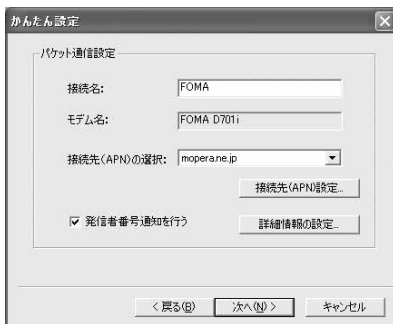 かんたん設定
パケット通信設定
接続名: FOMA
モデム名: FOMA D701i
接続先(APN)の選択: mopera.ne.jp
接続先(APN)設定...
発信者番号通知を行う
詳細情報の設定...
< 戻る(B) 次へ(N) > キャンセル